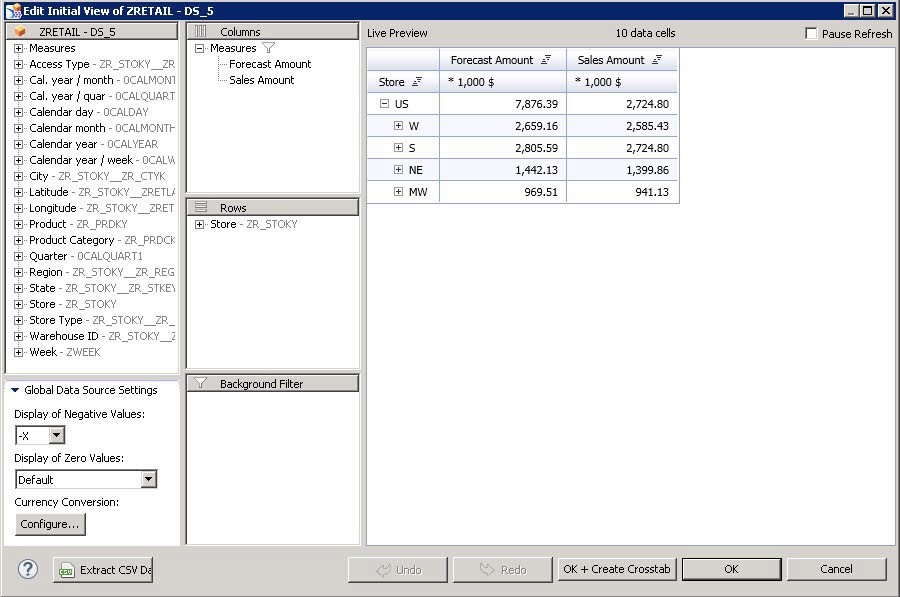 Edit Initial View of ZRETAIL - DS_5
ZRETAIL - DS_5
Measures
Access Type - ZR_STOKY__ZR
Cal. year / month - 0CALMONT
Cal. year / quar - 0CALQUART
Calendar day - 0CALDAY
Calendar month - 0CALMONTH
Calendar year - 0CALYEAR
Calendar year / week - 0CALW
City - ZR_STOKY__ZR_CTYK
Latitude - ZR_STOKY__ZRETLA
Longitude - ZR_STOKY__ZRET
Product - ZR_PRDKY
Product Category - ZR_PRDCK
Quarter - 0CALQUART1
Region - ZR_STOKY__ZR_REG
State - ZR_STOKY__ZR_STKEY
Store - ZR_STOKY
Store Type - ZR_STOKY__ZR_
Warehouse ID - ZR_STOKY__Z
Week - ZWEEK
Global Data Source Settings
Display of Negative Values:
-X
Display of Zero Values:
Default
Currency Conversion:
Configure...
Columns
Measures
Forecast Amount
Sales Amount
Rows
Store - ZR_STOKY
Background Filter
Live Preview 10 data cells Pause Refresh
Forecast Amount Sales Amount
Store * 1,000 $ * 1,000 $
US 7,876.39 2,724.80
W 2,659.16 2,585.43
S 2,805.59 2,724.80
NE 1,442.13 1,399.86
MW 969.51 941.13
? Extract CSV Da Undo Redo OK + Create Crosstab OK Cancel